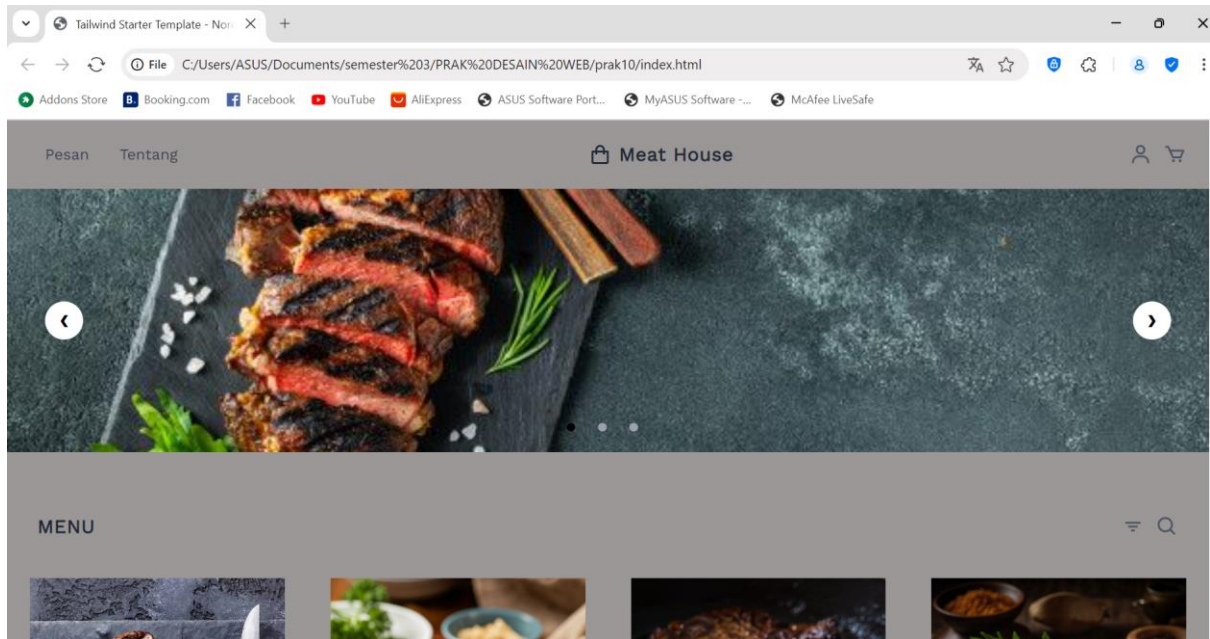 Tailwind Starter Template - Nor
File C:/Users/ASUS/Documents/semester%203/PRAK%20DESAIN%20WEB/prak10/index.html
Addons Store B. Booking.com Facebook YouTube AliExpress ASUS Software Port... MyASUS Software -... McAfee LiveSafe
Pesan Tentang Meat House
MENU